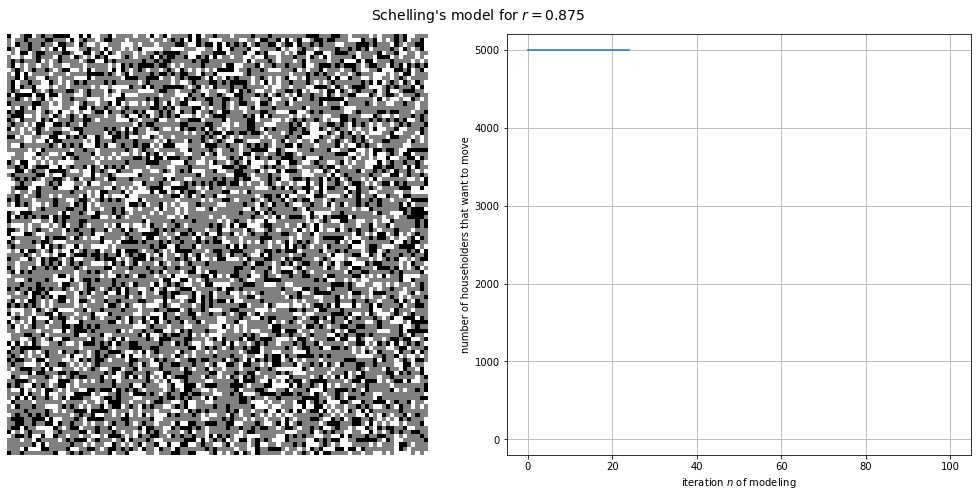 Schelling's model for r = 0.875
number of householders that want to move
5000
4000
3000
2000
1000
0
0 20 40 60 80 100
iteration n of modeling